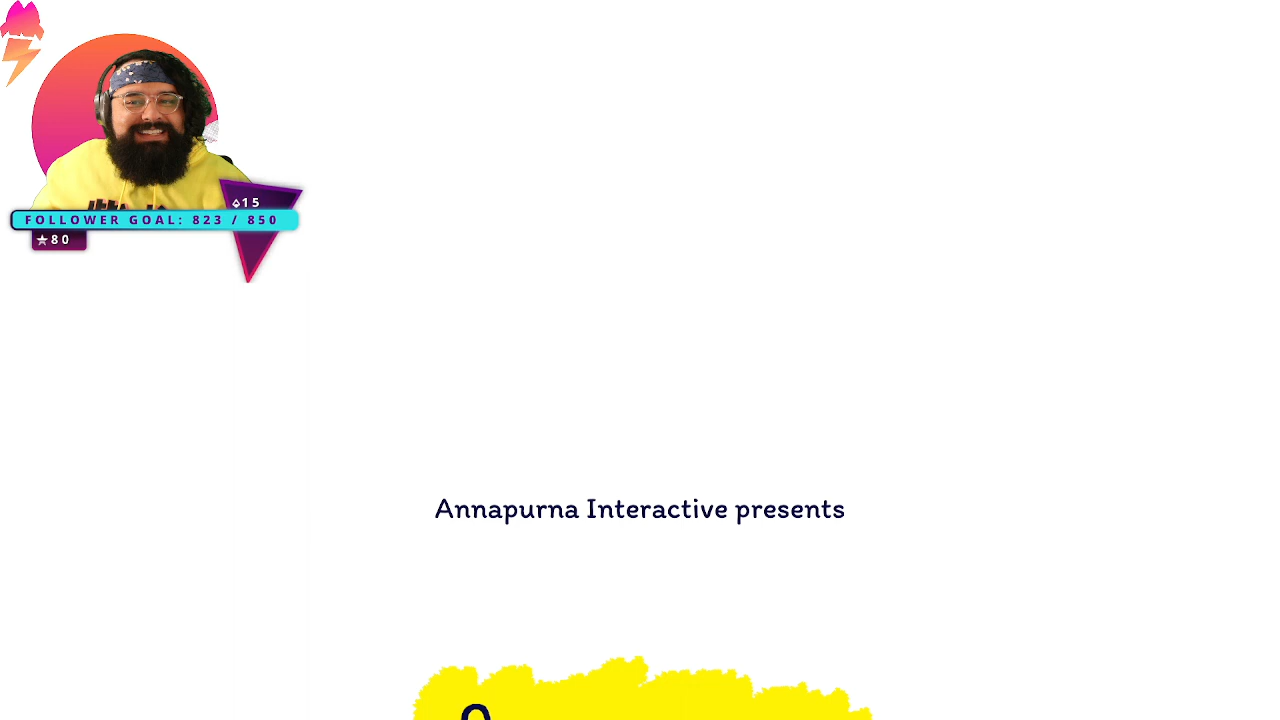 ⬧15
FOLLOWER GOAL: 823 / 850
★80
Annapurna Interactive presents